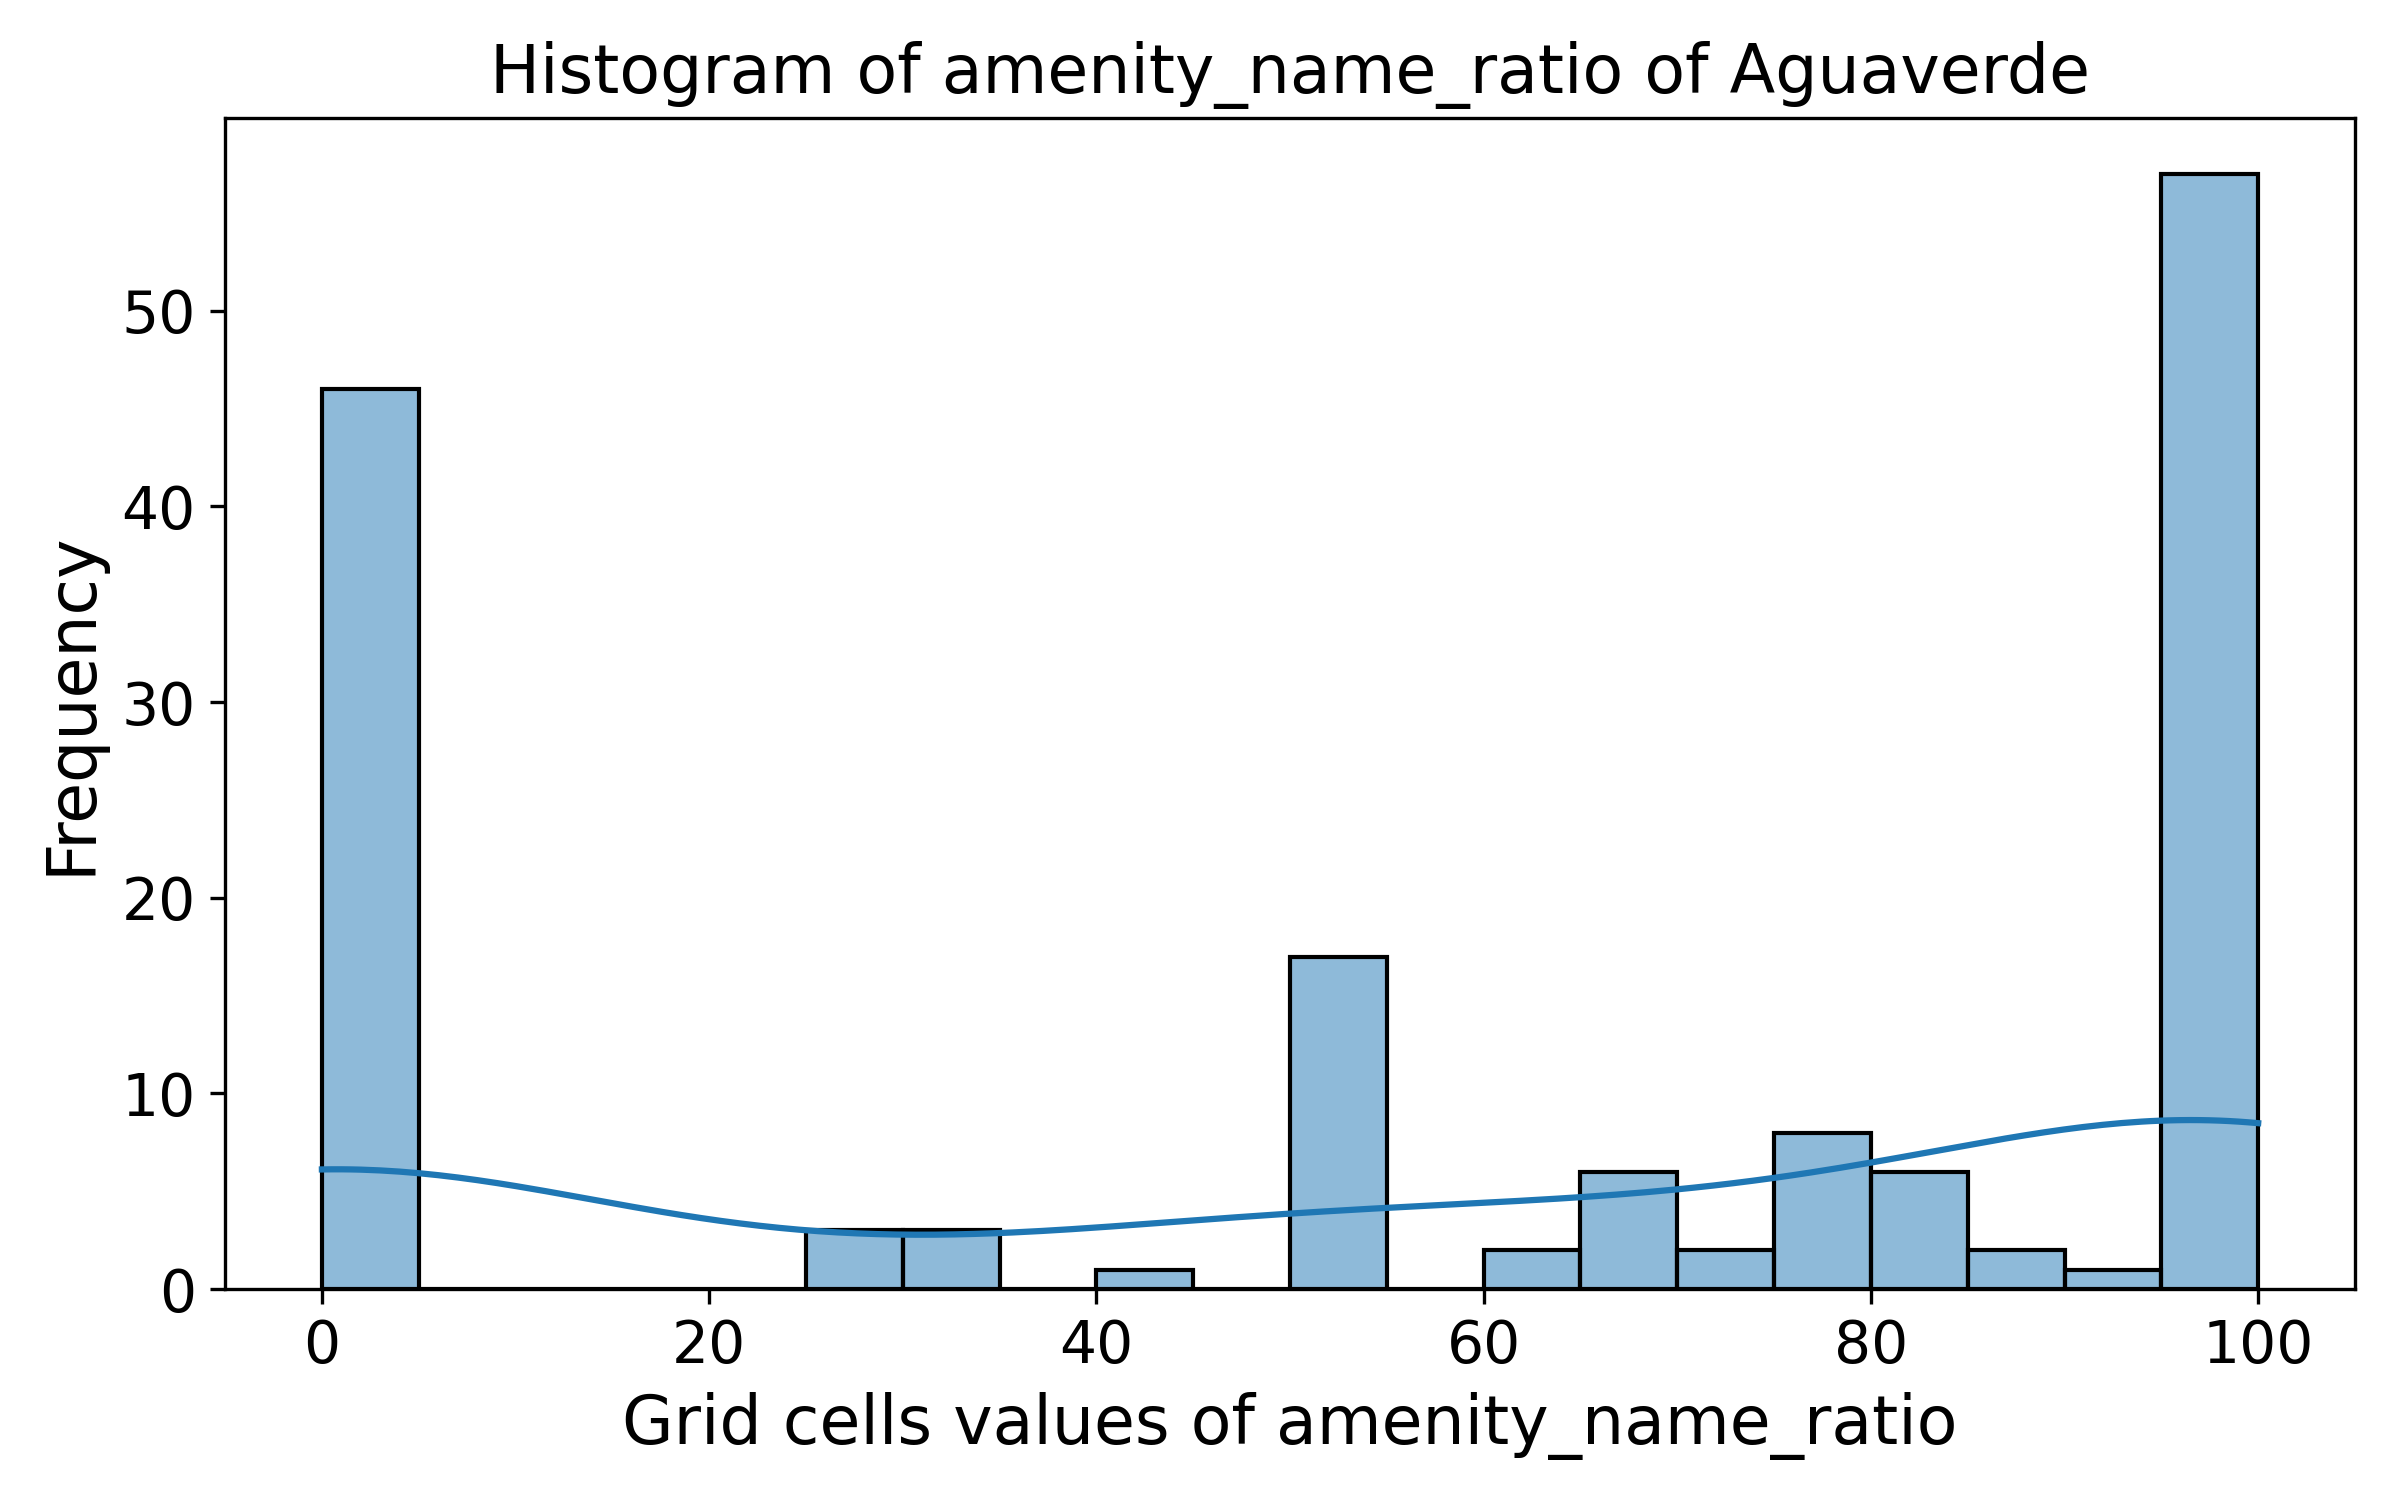 Histogram of amenity_name_ratio of Aguaverde
Frequency
50
40
30
20
10
0
0 20 40 60 80 100
Grid cells values of amenity_name_ratio